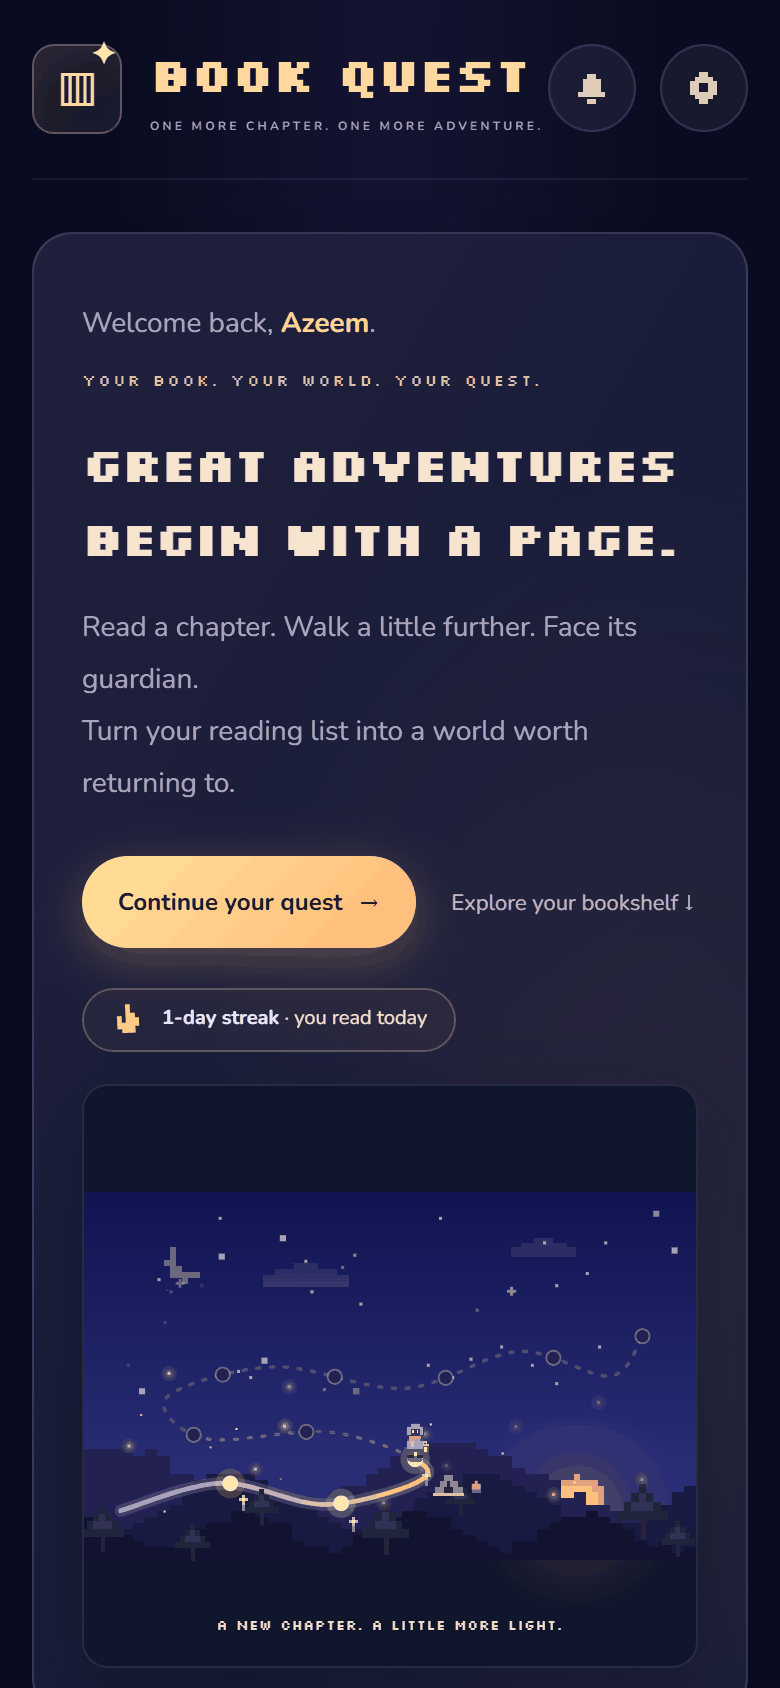 BOOK QUEST
ONE MORE CHAPTER. ONE MORE ADVENTURE.
Welcome back, Azeem.
YOUR BOOK. YOUR WORLD. YOUR QUEST.
GREAT ADVENTURES
BEGIN WITH A PAGE.
Read a chapter. Walk a little further. Face its
guardian.
Turn your reading list into a world worth
returning to.
Continue your quest →
Explore your bookshelf ↓
1-day streak · you read today
A NEW CHAPTER. A LITTLE MORE LIGHT.